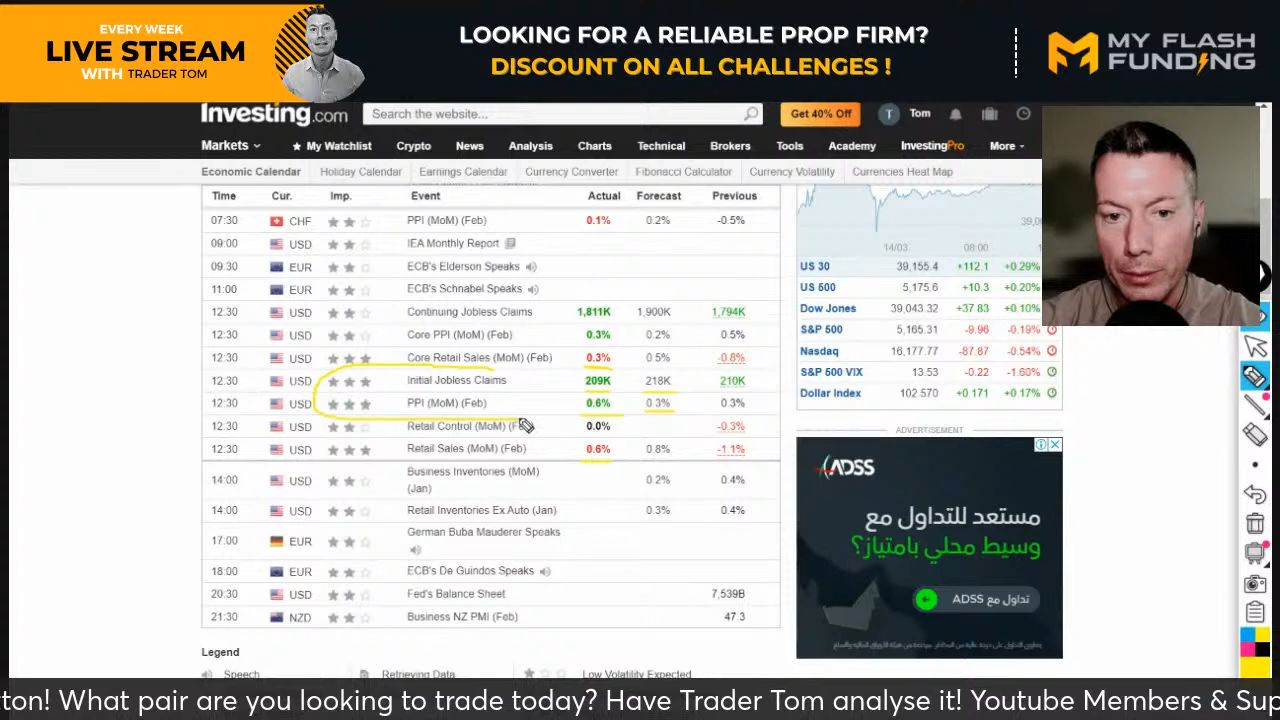 EVERY WEEK
LIVE STREAM
WITH TRADER TOM
LOOKING FOR A RELIABLE PROP FIRM?
DISCOUNT ON ALL CHALLENGES !
MY FLASH
FUNDING
Investing.com
Search the website...
Get 40% Off
T Tom
Markets
My Watchlist Crypto News Analysis Charts Technical Brokers Tools Academy InvestingPro More
Economic Calendar Holiday Calendar Earnings Calendar Currency Converter Fibonacci Calculator Currency Volatility Currencies Heat Map
Time Cur. Imp. Event Actual Forecast Previous
07:30 CHF PPI (MoM) (Feb) 0.1% 0.2% -0.5%
09:00 USD IEA Monthly Report
09:30 EUR ECB's Elderson Speaks
11:00 EUR ECB's Schnabel Speaks
12:30 USD Continuing Jobless Claims 1,811K 1,900K 1,794K
12:30 USD Core PPI (MoM) (Feb) 0.3% 0.2% 0.5%
12:30 USD Core Retail Sales (MoM) (Feb) 0.3% 0.5% -0.8%
12:30 USD Initial Jobless Claims 209K 218K 210K
12:30 USD PPI (MoM) (Feb) 0.6% 0.3% 0.3%
12:30 USD Retail Control (MoM) 0.0% -0.3%
12:30 USD Retail Sales (MoM) (Feb) 0.6% 0.8% -1.1%
14:00 USD Business Inventories (MoM) (Jan) 0.2% 0.4%
14:00 USD Retail Inventories Ex Auto (Jan) 0.3% 0.4%
17:00 EUR German Buba Mauderer Speaks
18:00 EUR ECB's De Guindos Speaks
20:30 USD Fed's Balance Sheet 7,539B
21:30 NZD Business NZ PMI (Feb) 47.3
Legend
Speech Retrieving Data Low Volatility Expected
39,0
14/03 08:00
US 30 39,155.4 +112.1 +0.29%
US 500 5,175.6 +10.3 +0.20%
Dow Jones 39,043.32 +37.83 +0.10%
S&P 500 5,165.31 -9.96 -0.19%
Nasdaq 16,177.77 -87.87 -0.54%
S&P 500 VIX 13.53 -0.22 -1.60%
Dollar Index 102.570 +0.171 +0.17%
ADVERTISEMENT
ADSS
مستعد للتداول مع
وسيط محلي بامتياز؟
تداول مع ADSS
tton! What pair are you looking to trade today? Have Trader Tom analyse it! Youtube Members & Sup